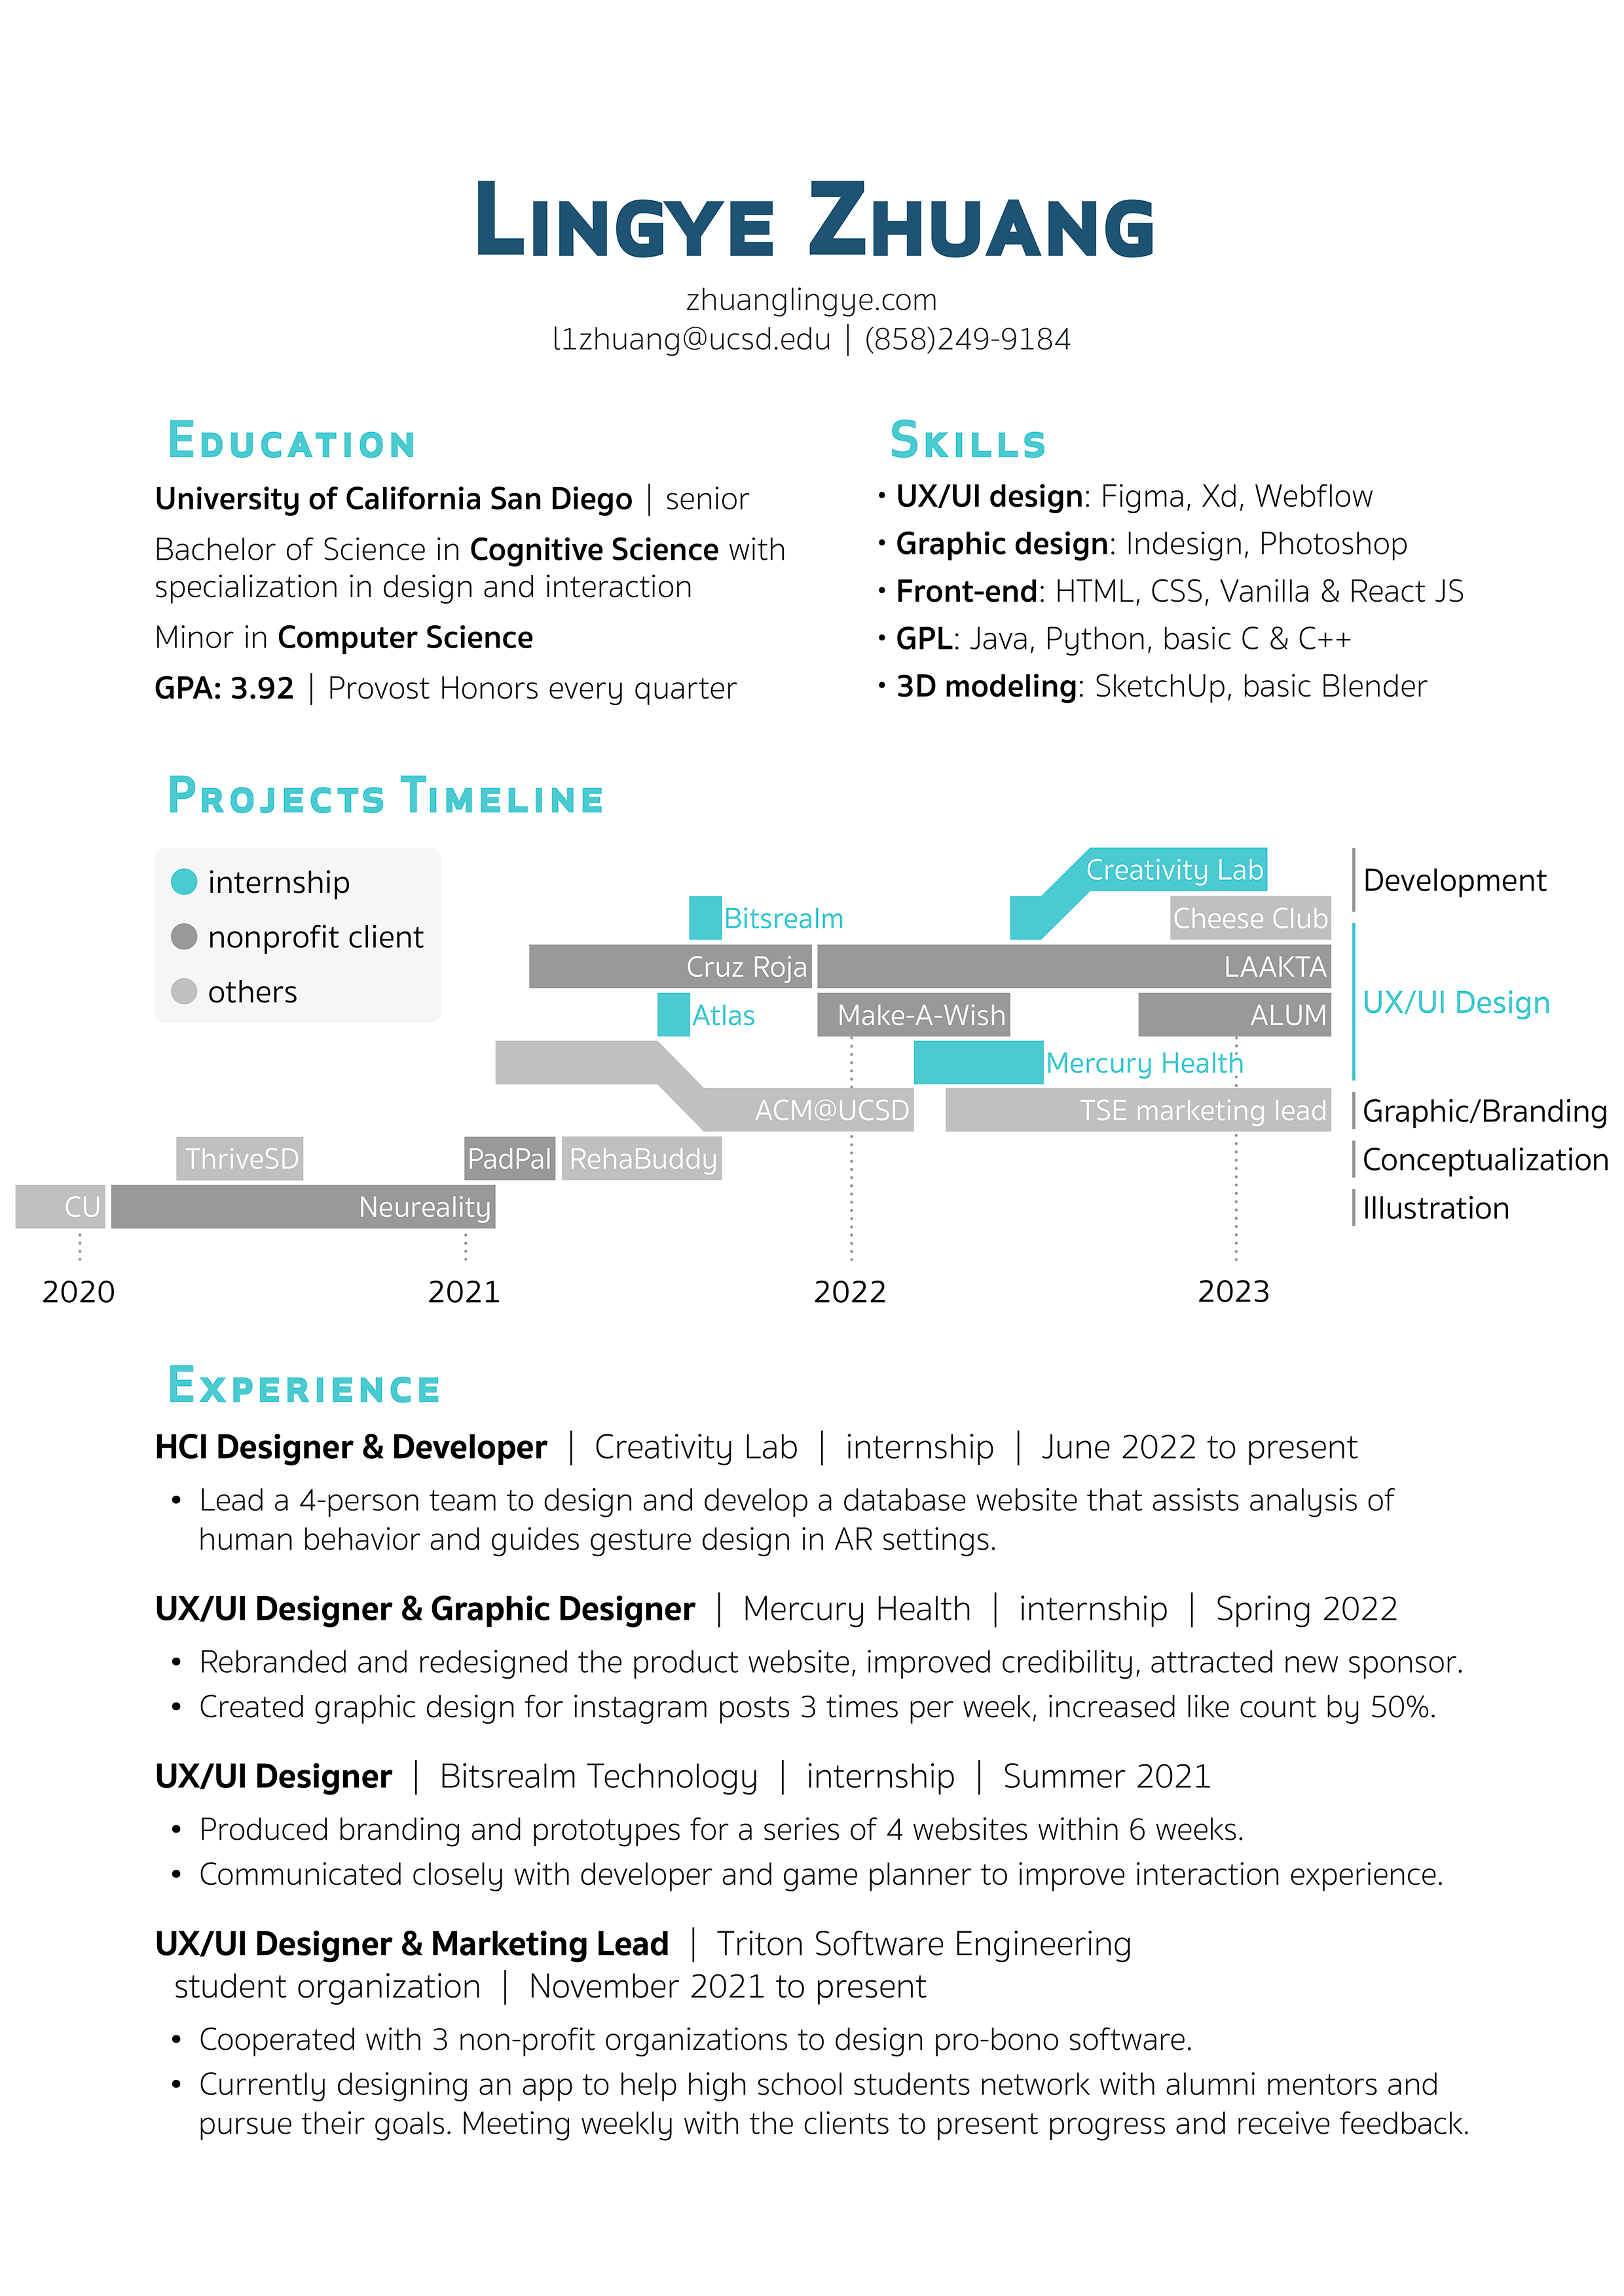 LINGYE ZHUANG
zhuanglingye.com
l1zhuang@ucsd.edu | (858)249-9184
EDUCATION
University of California San Diego | senior
Bachelor of Science in Cognitive Science with
specialization in design and interaction
Minor in Computer Science
GPA: 3.92 | Provost Honors every quarter
SKILLS
• UX/UI design: Figma, Xd, Webflow
• Graphic design: Indesign, Photoshop
• Front-end: HTML, CSS, Vanilla & React JS
• GPL: Java, Python, basic C & C++
• 3D modeling: SketchUp, basic Blender
PROJECTS TIMELINE
internship
nonprofit client
others
Creativity Lab
Development
Bitsrealm
Cheese Club
Cruz Roja
LAAKTA
UX/UI Design
Atlas
Make-A-Wish
ALUM
Mercury Health
ACM@UCSD
TSE marketing lead
Graphic/Branding
ThriveSD
PadPal
RehaBuddy
Conceptualization
CU
Neureality
Illustration
2020
2021
2022
2023
EXPERIENCE
HCI Designer & Developer | Creativity Lab | internship | June 2022 to present
• Lead a 4-person team to design and develop a database website that assists analysis of
human behavior and guides gesture design in AR settings.
UX/UI Designer & Graphic Designer | Mercury Health | internship | Spring 2022
• Rebranded and redesigned the product website, improved credibility, attracted new sponsor.
• Created graphic design for instagram posts 3 times per week, increased like count by 50%.
UX/UI Designer | Bitsrealm Technology | internship | Summer 2021
• Produced branding and prototypes for a series of 4 websites within 6 weeks.
• Communicated closely with developer and game planner to improve interaction experience.
UX/UI Designer & Marketing Lead | Triton Software Engineering
student organization | November 2021 to present
• Cooperated with 3 non-profit organizations to design pro-bono software.
• Currently designing an app to help high school students network with alumni mentors and
pursue their goals. Meeting weekly with the clients to present progress and receive feedback.